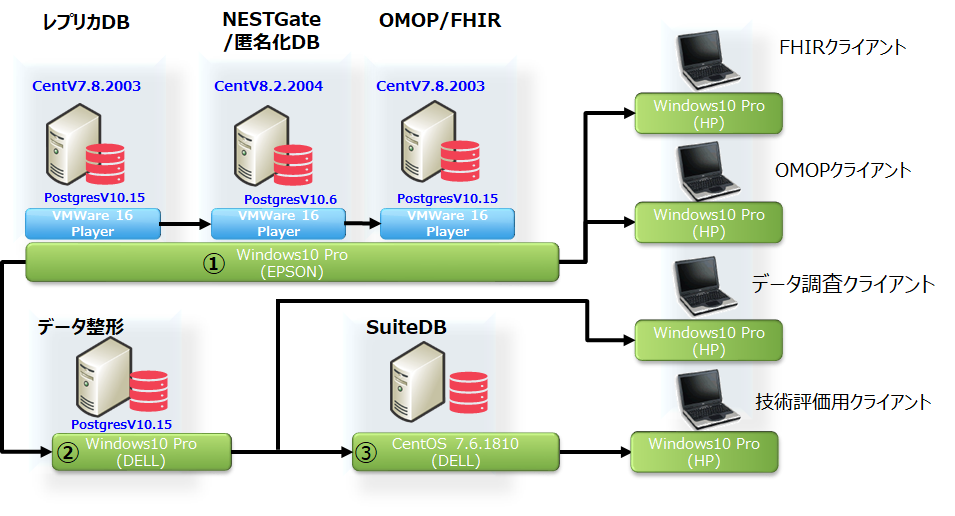 レプリカDB
NESTGate
/匿名化DB
OMOP/FHIR
CentV7.8.2003
CentV8.2.2004
CentV7.8.2003
PostgresV10.15
PostgresV10.6
PostgresV10.15
VMWare 16
Player
VMWare 16
Player
VMWare 16
Player
① Windows10 Pro
(EPSON)
FHIRクライアント
Windows10 Pro
(HP)
OMOPクライアント
Windows10 Pro
(HP)
データ調査クライアント
Windows10 Pro
(HP)
技術評価用クライアント
Windows10 Pro
(HP)
データ整形
PostgresV10.15
② Windows10 Pro
(DELL)
SuiteDB
③ CentOS 7.6.1810
(DELL)